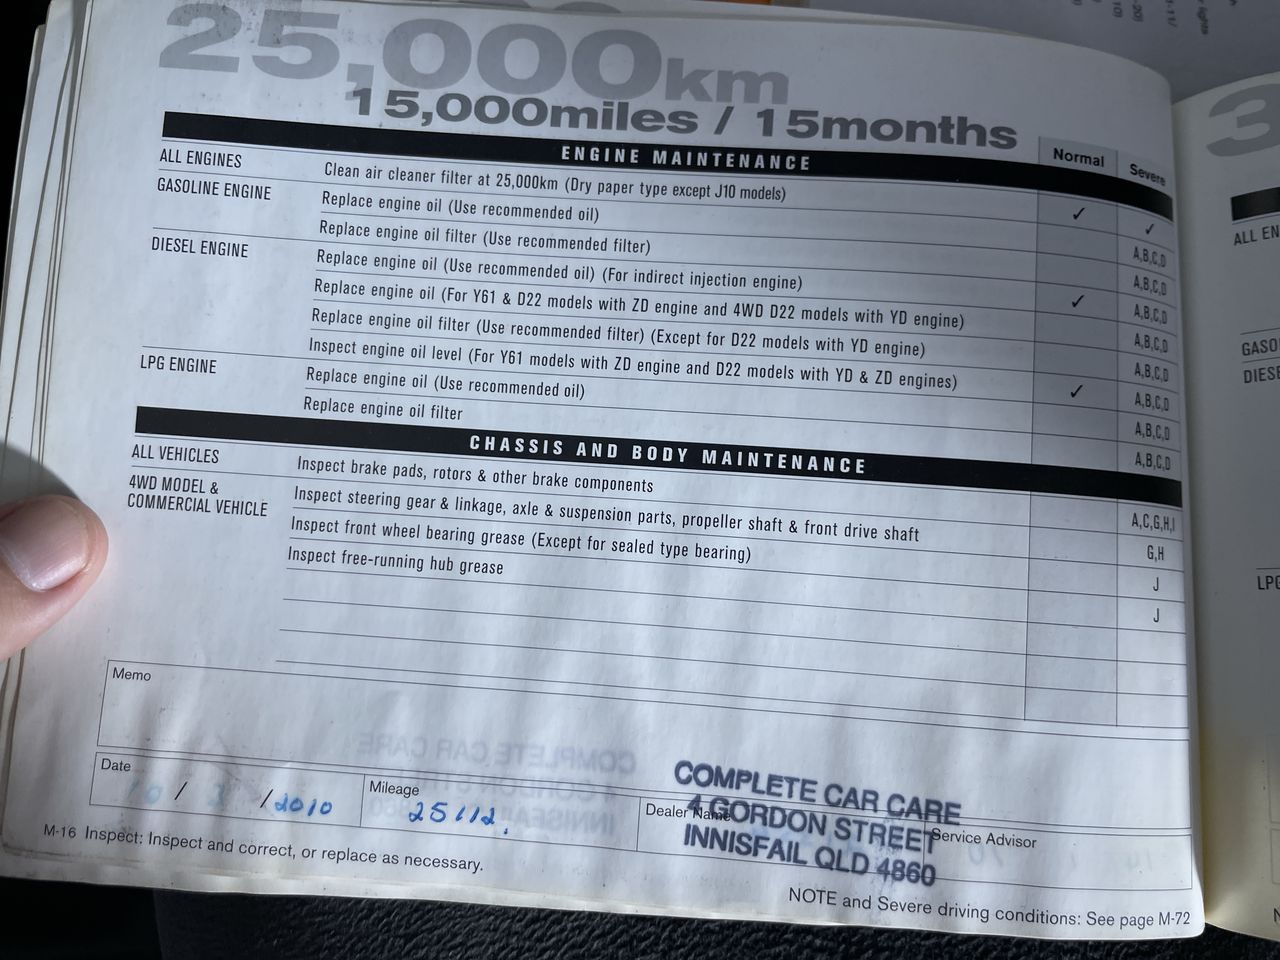 25,000km
15,000miles / 15months
ENGINE MAINTENANCE Normal Severe
ALL ENGINES Clean air cleaner filter at 25,000km (Dry paper type except J10 models) ✓ ✓
GASOLINE ENGINE Replace engine oil (Use recommended oil) A,B,C,D
Replace engine oil filter (Use recommended filter) A,B,C,D
DIESEL ENGINE Replace engine oil (Use recommended oil) (For indirect injection engine) ✓ A,B,C,D
Replace engine oil (For Y61 & D22 models with ZD engine and 4WD D22 models with YD engine) A,B,C,D
Replace engine oil filter (Use recommended filter) (Except for D22 models with YD engine) A,B,C,D
Inspect engine oil level (For Y61 models with ZD engine and D22 models with YD & ZD engines) ✓ A,B,C,D
LPG ENGINE Replace engine oil (Use recommended oil) A,B,C,D
Replace engine oil filter A,B,C,D
CHASSIS AND BODY MAINTENANCE
ALL VEHICLES Inspect brake pads, rotors & other brake components A,C,G,H,I
4WD MODEL & COMMERCIAL VEHICLE Inspect steering gear & linkage, axle & suspension parts, propeller shaft & front drive shaft G,H
Inspect front wheel bearing grease (Except for sealed type bearing) J
Inspect free-running hub grease J
Memo
Date 10 / 3 /2010 Mileage 25112. Dealer Name Service Advisor
COMPLETE CAR CARE
4 GORDON STREET
INNISFAIL QLD 4860
M-16 Inspect: Inspect and correct, or replace as necessary.
NOTE and Severe driving conditions: See page M-72
3
ALL EN
GASO
DIESE
LPG